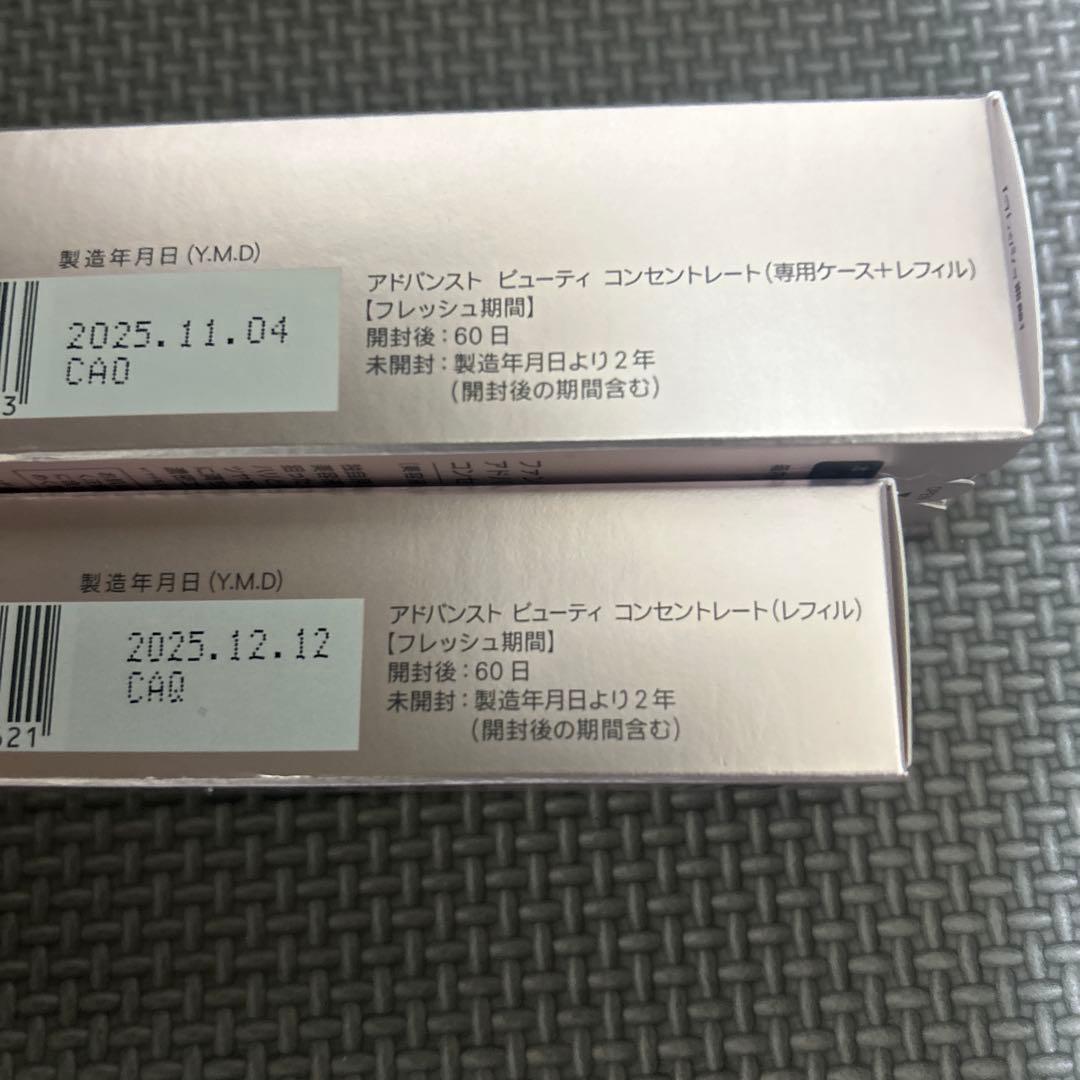 製造年月日(Y.M.D)
2025.11.04
CAO
3
アドバンスト ビューティ コンセントレート(専用ケース+レフィル)
【フレッシュ期間】
開封後:60日
未開封:製造年月日より2年
(開封後の期間含む)
製造年月日(Y.M.D)
2025.12.12
CAQ
621
アドバンスト ビューティ コンセントレート(レフィル)
【フレッシュ期間】
開封後:60日
未開封:製造年月日より2年
(開封後の期間含む)